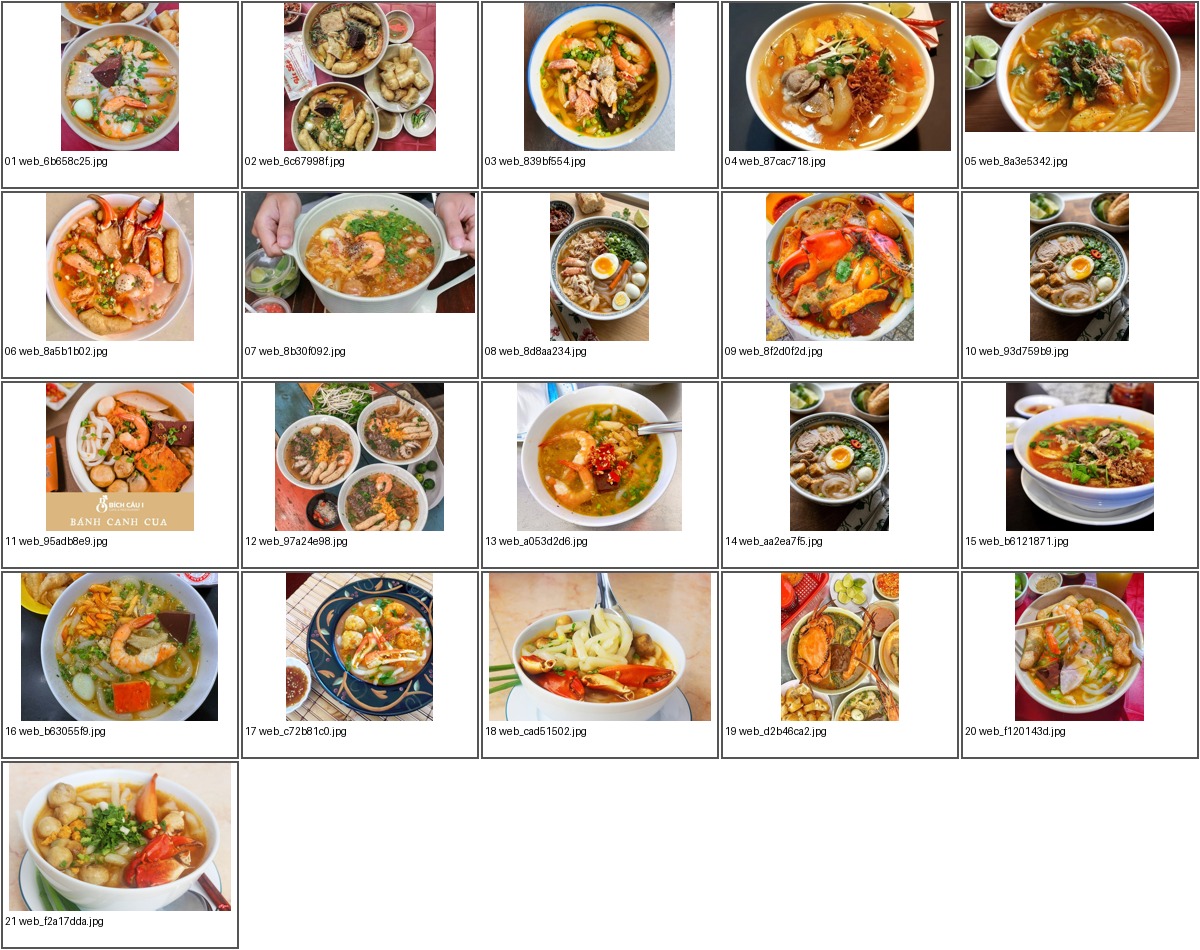 01 web_6b658c25.jpg
02 web_6c67998f.jpg
03 web_839bf554.jpg
04 web_87cac718.jpg
05 web_8a3e5342.jpg
06 web_8a5b1b02.jpg
07 web_8b30f092.jpg
08 web_8d8aa234.jpg
09 web_8f2d0f2d.jpg
10 web_93d759b9.jpg
BÍCH CÂU I
BÁNH CANH CUA
11 web_95adb8e9.jpg
12 web_97a24e98.jpg
13 web_a053d2d6.jpg
14 web_aa2ea7f5.jpg
15 web_b6121871.jpg
16 web_b63055f9.jpg
17 web_c72b81c0.jpg
18 web_cad51502.jpg
19 web_d2b46ca2.jpg
20 web_f120143d.jpg
21 web_f2a17dda.jpg